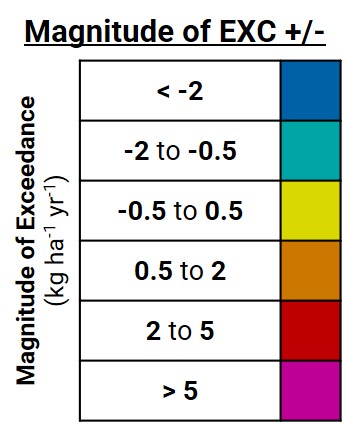 Magnitude of EXC +/-
Magnitude of Exceedance
(kg ha⁻¹ yr⁻¹)
< -2
-2 to -0.5
-0.5 to 0.5
0.5 to 2
2 to 5
> 5